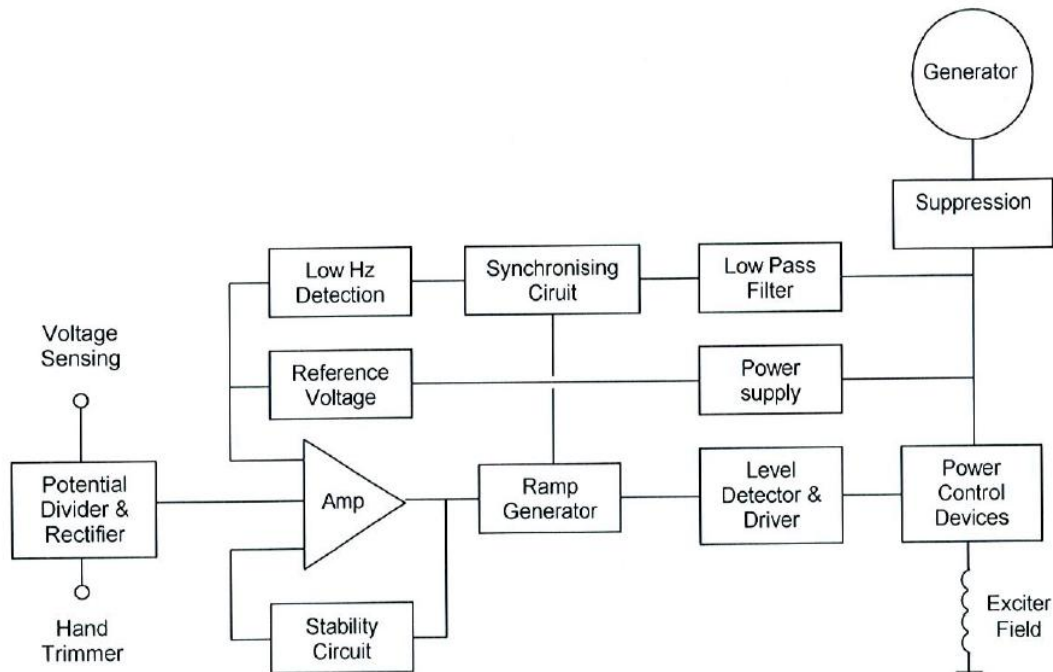 Generator
Suppression
Low Hz
Detection
Synchronising
Ciruit
Low Pass
Filter
Voltage
Sensing
Reference
Voltage
Power
supply
Potential
Divider &
Rectifier
Amp
Ramp
Generator
Level
Detector &
Driver
Power
Control
Devices
Hand
Trimmer
Stability
Circuit
Exciter
Field